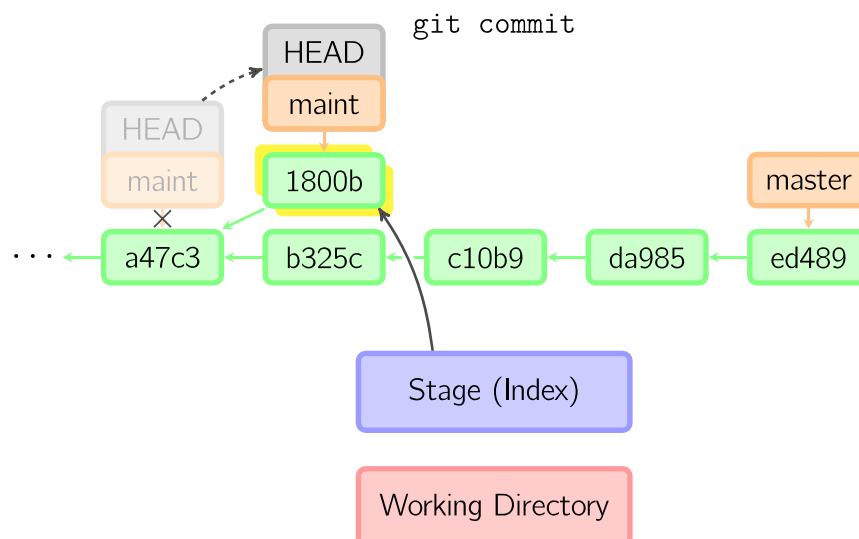 git commit
HEAD
maint
HEAD
maint
1800b
master
···
a47c3
b325c
c10b9
da985
ed489
Stage (Index)
Working Directory